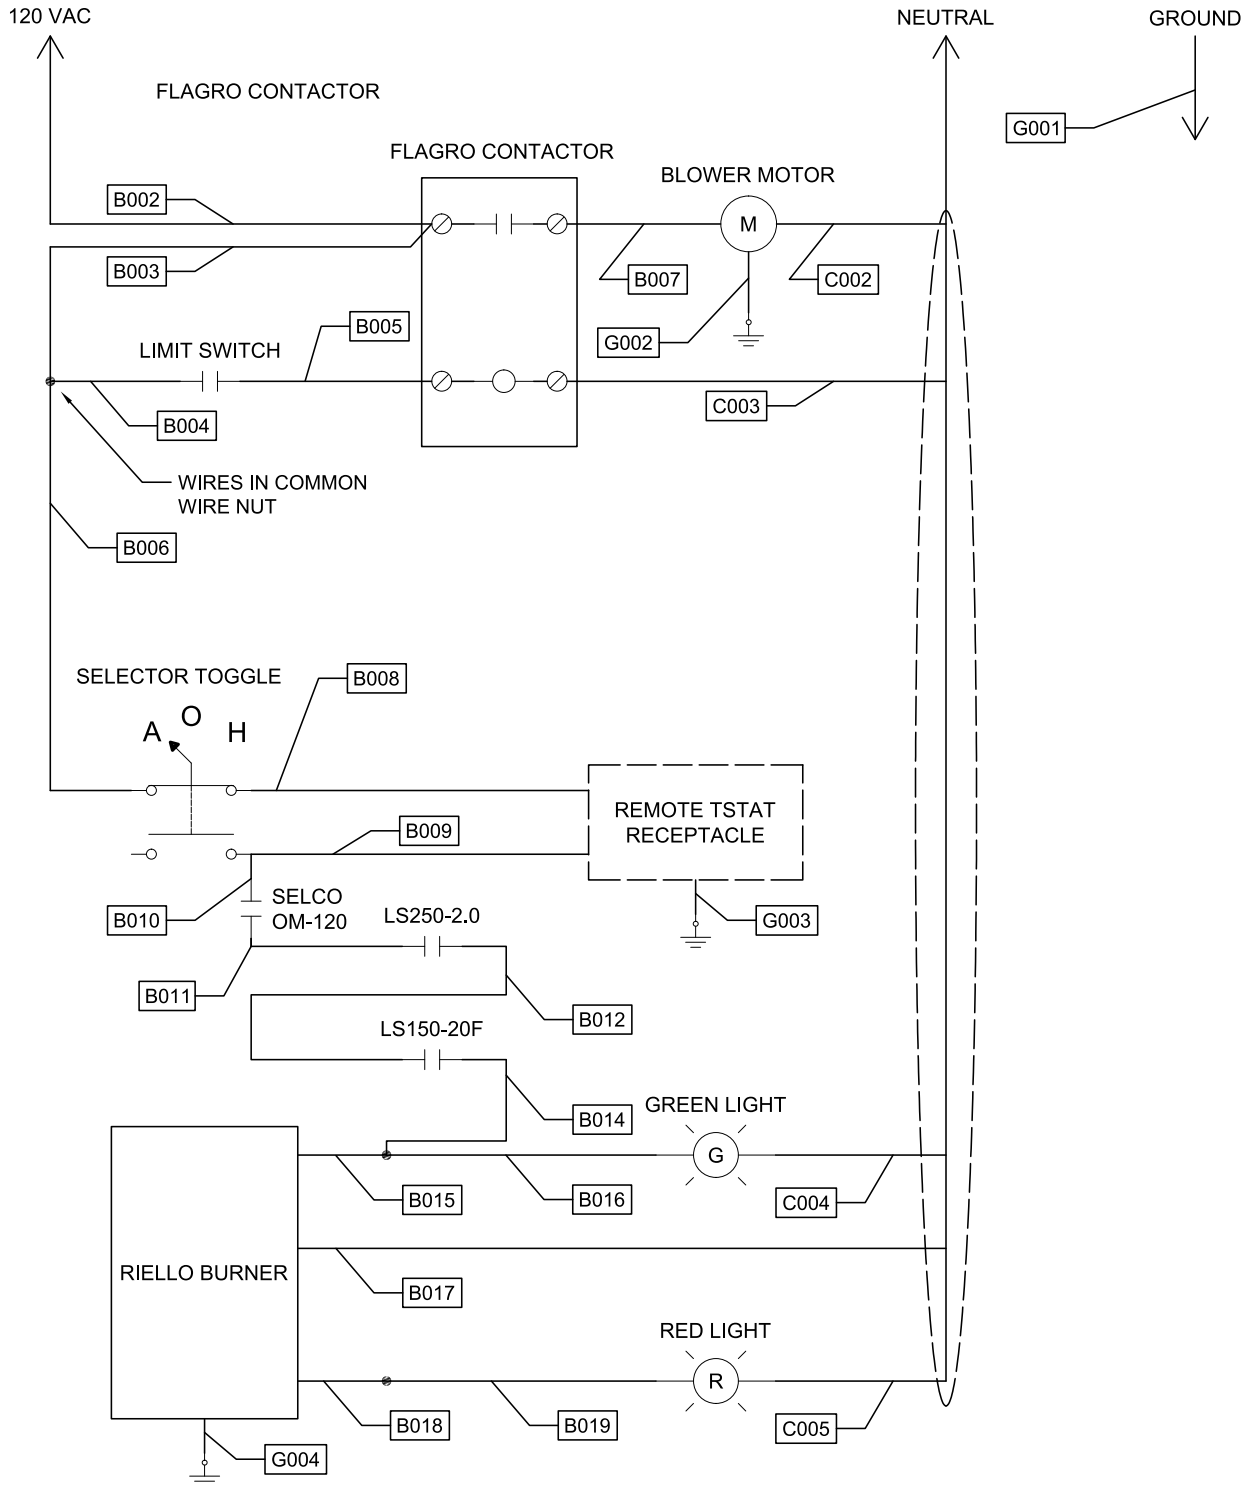 120 VAC
NEUTRAL
GROUND
FLAGRO CONTACTOR
G001
FLAGRO CONTACTOR
BLOWER MOTOR
B002
M
B003
B007
C002
B005
G002
LIMIT SWITCH
C003
B004
WIRES IN COMMON
WIRE NUT
B006
SELECTOR TOGGLE
B008
A O H
REMOTE TSTAT
RECEPTACLE
B009
SELCO
OM-120
B010
LS250-2.0
G003
B011
B012
LS150-20F
B014
GREEN LIGHT
G
B015
B016
C004
RIELLO BURNER
B017
RED LIGHT
R
B018
B019
C005
G004